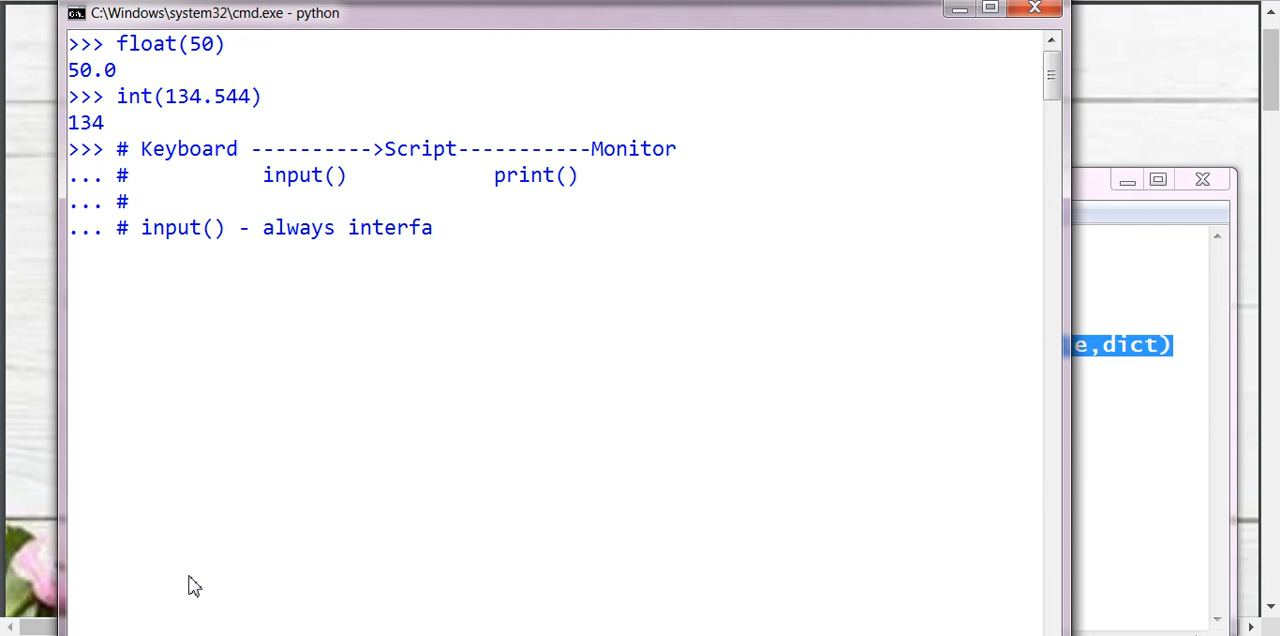 C:\Windows\system32\cmd.exe - python
>>> float(50)
50.0
>>> int(134.544)
134
>>> # Keyboard ---------->Script-----------Monitor
... #           input()            print()
... #
... # input() - always interfa
e,dict)